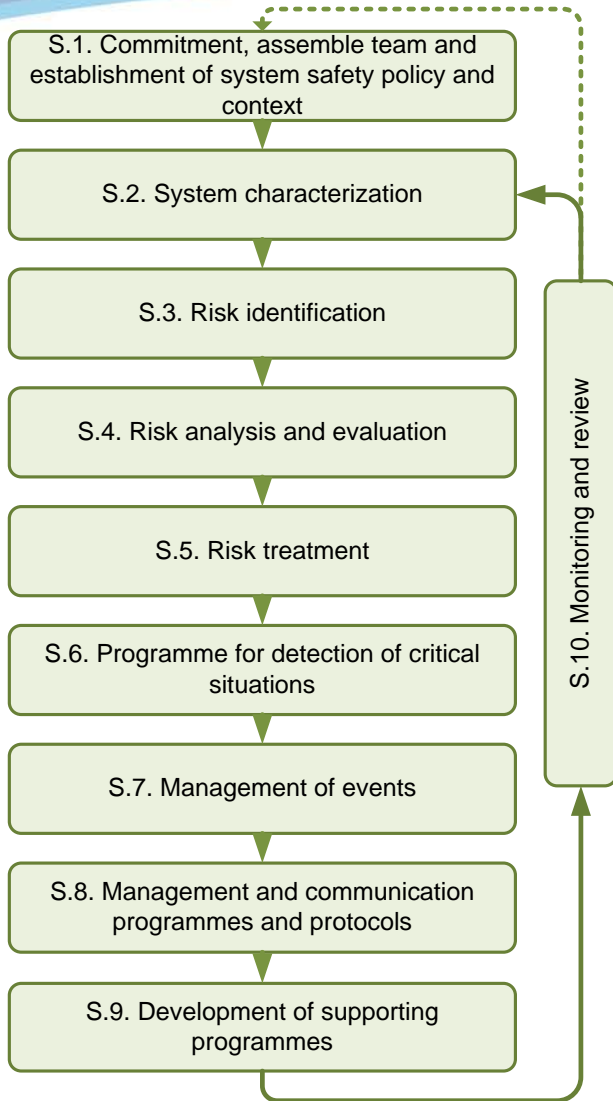 S.1. Commitment, assemble team and
establishment of system safety policy and
context
S.2. System characterization
S.3. Risk identification
S.4. Risk analysis and evaluation
S.5. Risk treatment
S.6. Programme for detection of critical
situations
S.7. Management of events
S.8. Management and communication
programmes and protocols
S.9. Development of supporting
programmes
S.10. Monitoring and review